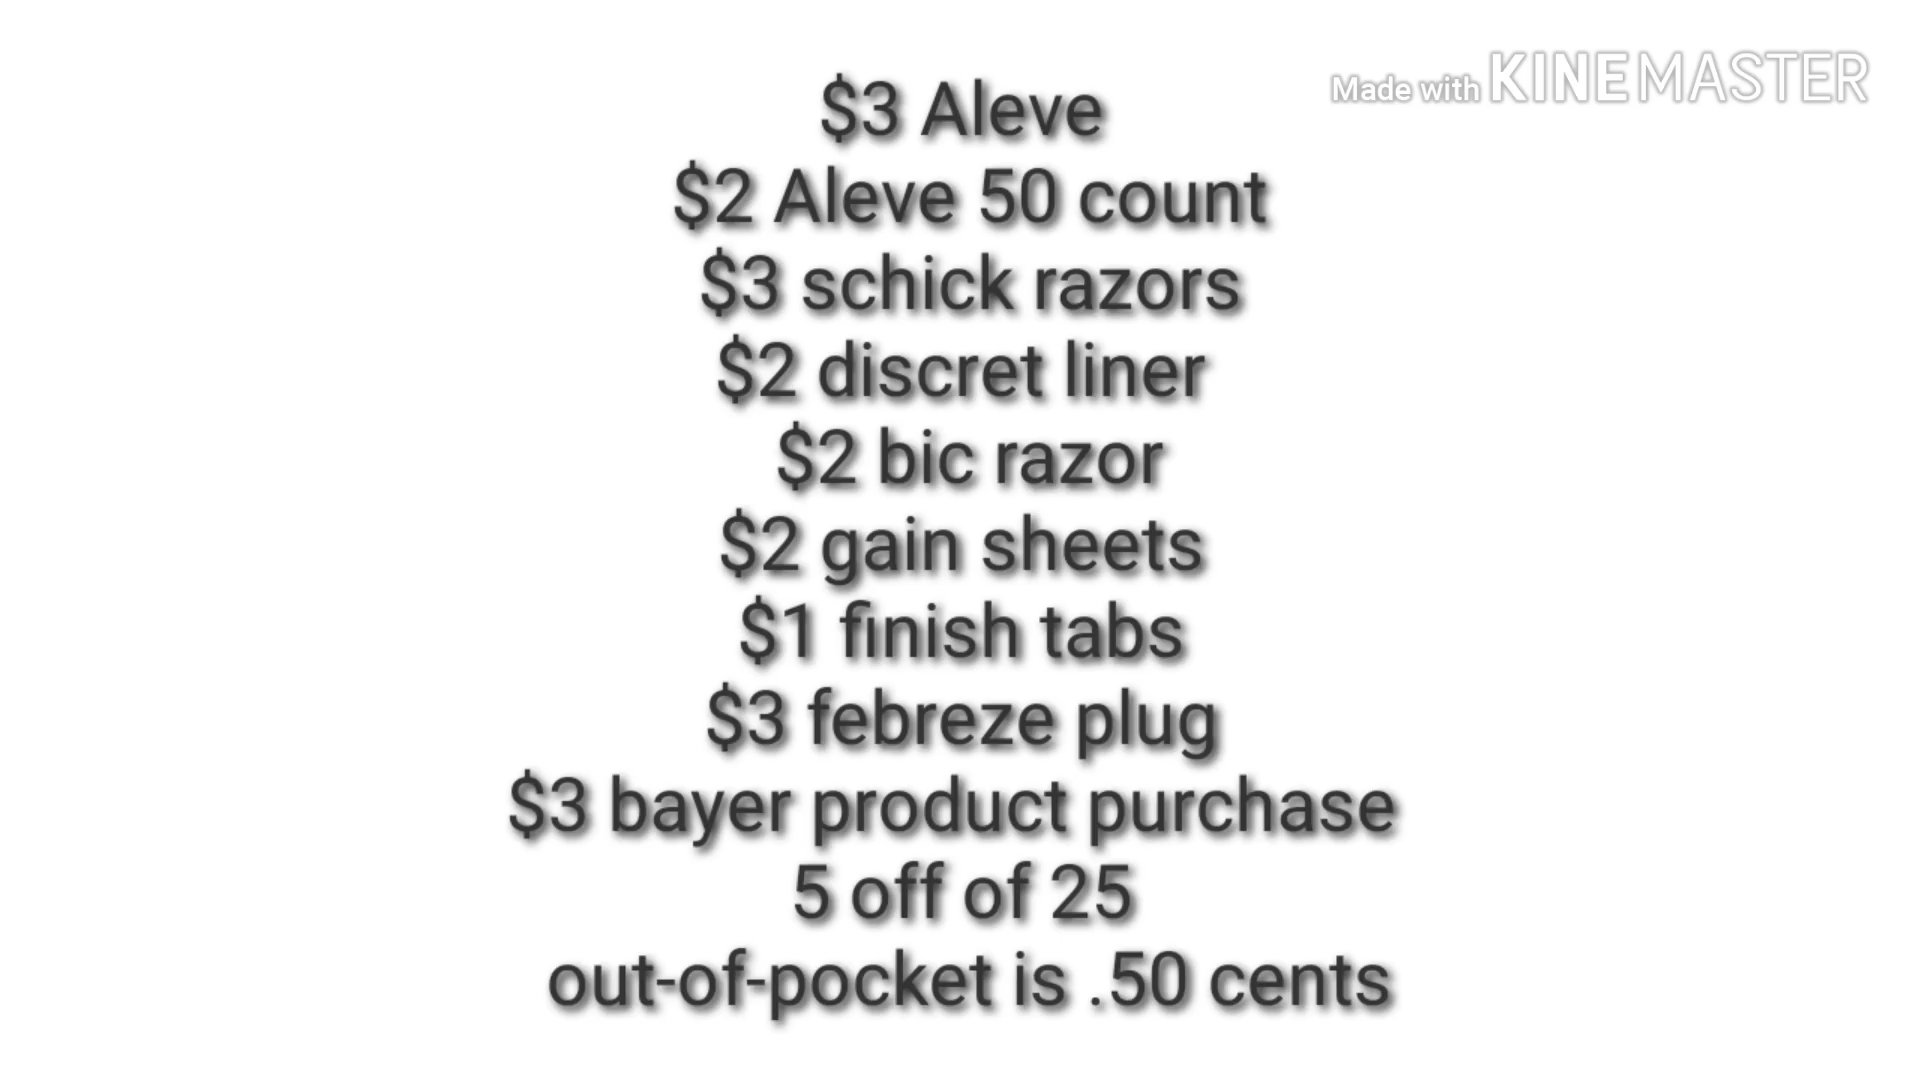 Made with KINEMASTER
$3 Aleve
$2 Aleve 50 count
$3 schick razors
$2 discret liner
$2 bic razor
$2 gain sheets
$1 finish tabs
$3 febreze plug
$3 bayer product purchase
5 off of 25
out-of-pocket is .50 cents